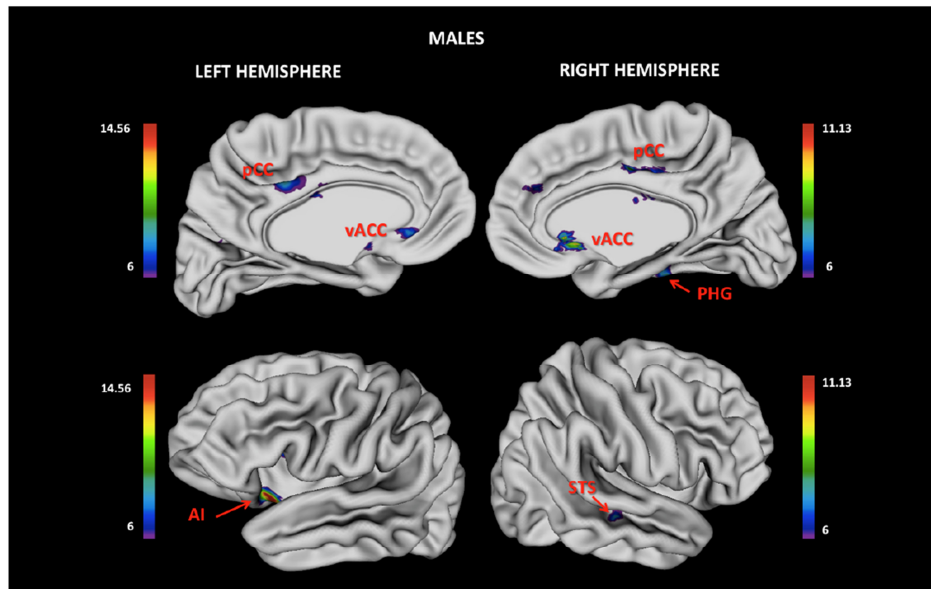 MALES
LEFT HEMISPHERE
RIGHT HEMISPHERE
14.56
11.13
pCC
pCC
vACC
vACC
6
6
PHG
14.56
11.13
STS
AI
6
6